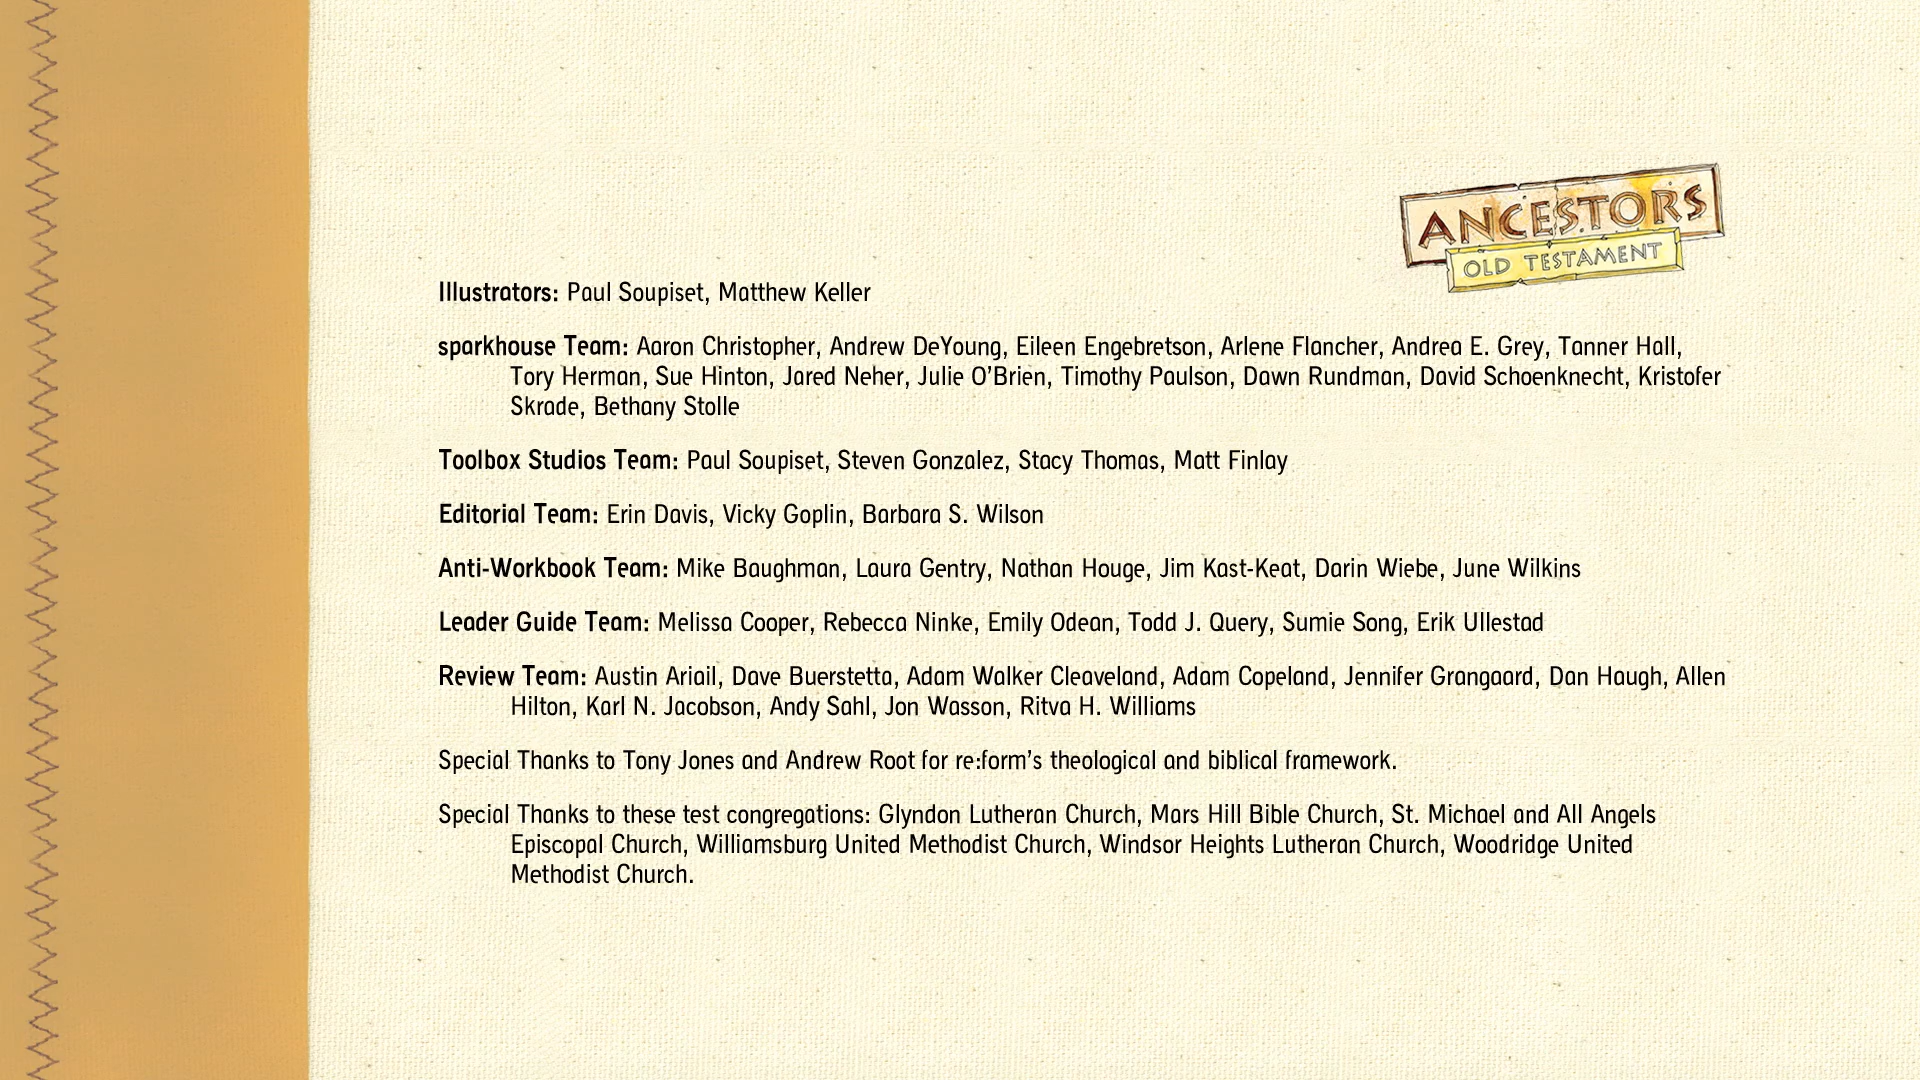 ANCESTORS
OLD TESTAMENT
Illustrators: Paul Soupiset, Matthew Keller
sparkhouse Team: Aaron Christopher, Andrew DeYoung, Eileen Engebretson, Arlene Flancher, Andrea E. Grey, Tanner Hall,
Tory Herman, Sue Hinton, Jared Neher, Julie O’Brien, Timothy Paulson, Dawn Rundman, David Schoenknecht, Kristofer
Skrade, Bethany Stolle
Toolbox Studios Team: Paul Soupiset, Steven Gonzalez, Stacy Thomas, Matt Finlay
Editorial Team: Erin Davis, Vicky Goplin, Barbara S. Wilson
Anti-Workbook Team: Mike Baughman, Laura Gentry, Nathan Houge, Jim Kast-Keat, Darin Wiebe, June Wilkins
Leader Guide Team: Melissa Cooper, Rebecca Ninke, Emily Odean, Todd J. Query, Sumie Song, Erik Ullestad
Review Team: Austin Ariail, Dave Buerstetta, Adam Walker Cleaveland, Adam Copeland, Jennifer Grangaard, Dan Haugh, Allen
Hilton, Karl N. Jacobson, Andy Sahl, Jon Wasson, Ritva H. Williams
Special Thanks to Tony Jones and Andrew Root for re:form’s theological and biblical framework.
Special Thanks to these test congregations: Glyndon Lutheran Church, Mars Hill Bible Church, St. Michael and All Angels
Episcopal Church, Williamsburg United Methodist Church, Windsor Heights Lutheran Church, Woodridge United
Methodist Church.